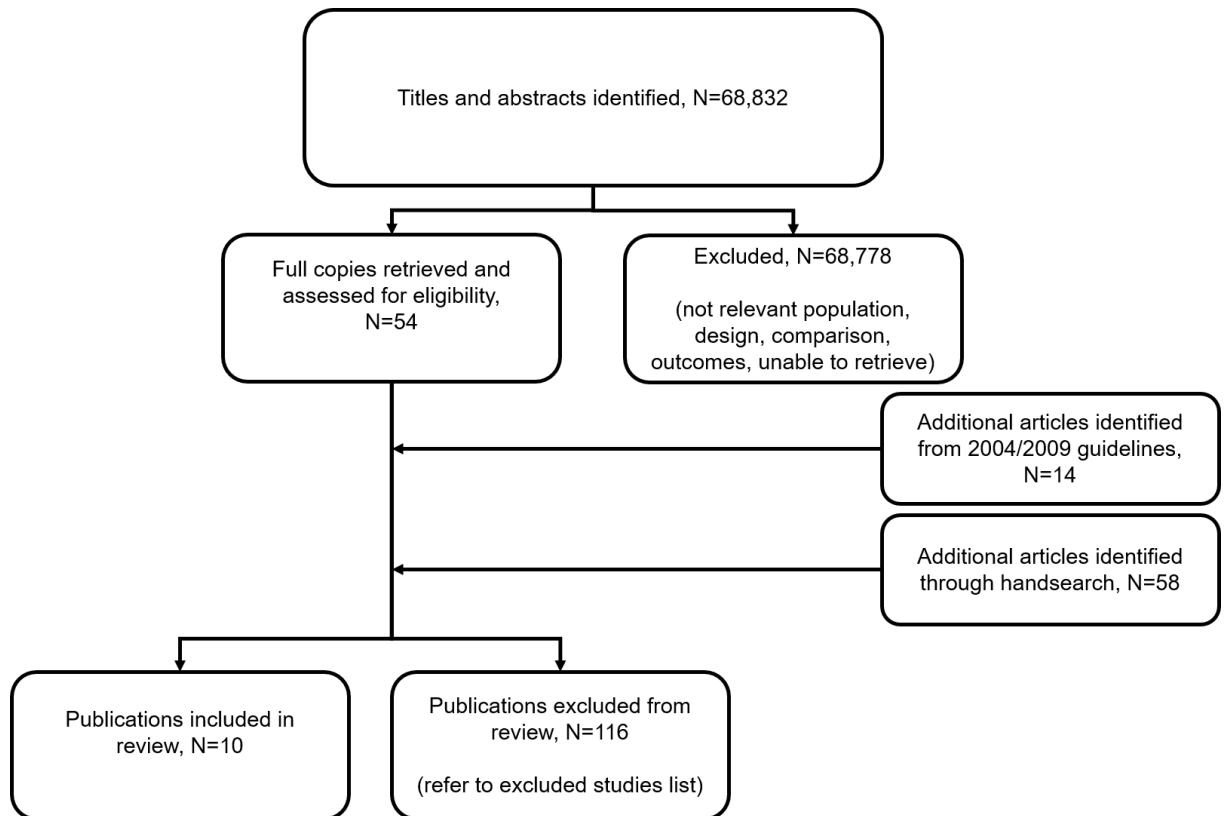 Titles and abstracts identified, N=68,832
Full copies retrieved and
assessed for eligibility,
N=54
Excluded, N=68,778
(not relevant population,
design, comparison,
outcomes, unable to retrieve)
Additional articles identified
from 2004/2009 guidelines,
N=14
Additional articles identified
through handsearch, N=58
Publications included in
review, N=10
Publications excluded from
review, N=116
(refer to excluded studies list)